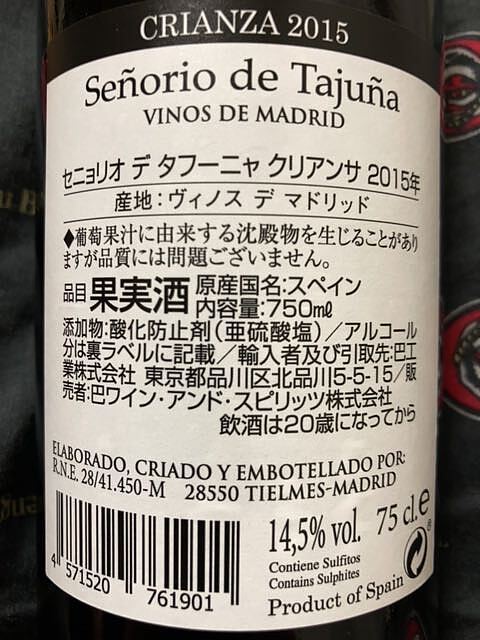 CRIANZA 2015
Señorio de Tajuña
VINOS DE MADRID
セニョリオ デ タフーニャ クリアンサ 2015年
産地:ヴィノス デ マドリッド
◆葡萄果汁に由来する沈殿物を生じることがあり
ますが品質には問題ございません。
品目 果実酒 原産国名:スペイン
内容量:750mℓ
添加物:酸化防止剤(亜硫酸塩)/アルコール
分は裏ラベルに記載/輸入者及び引取先:巴工
業株式会社 東京都品川区北品川5-5-15/販
売者:巴ワイン・アンド・スピリッツ株式会社
飲酒は20歳になってから
ELABORADO, CRIADO Y EMBOTELLADO POR:
R.N.E. 28/41.450-M 28550 TIELMES-MADRID
14,5% vol. 75 cl.e
Contiene Sulfitos
Contains Sulphites
Product of Spain
4 571520 761901